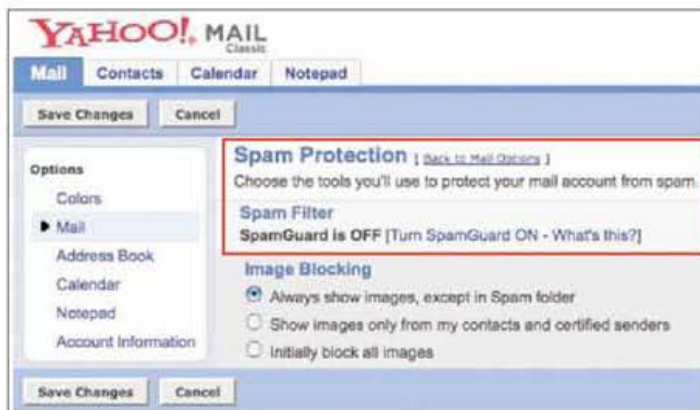 YAHOO! MAIL
Classic
Mail Contacts Calendar Notepad
Save Changes Cancel
Options
Colors
Mail
Address Book
Calendar
Notepad
Account Information
Spam Protection [ Back to Mail Options ]
Choose the tools you'll use to protect your mail account from spam.
Spam Filter
SpamGuard is OFF [Turn SpamGuard ON - What's this?]
Image Blocking
Always show images, except in Spam folder
Show images only from my contacts and certified senders
Initially block all images
Save Changes Cancel